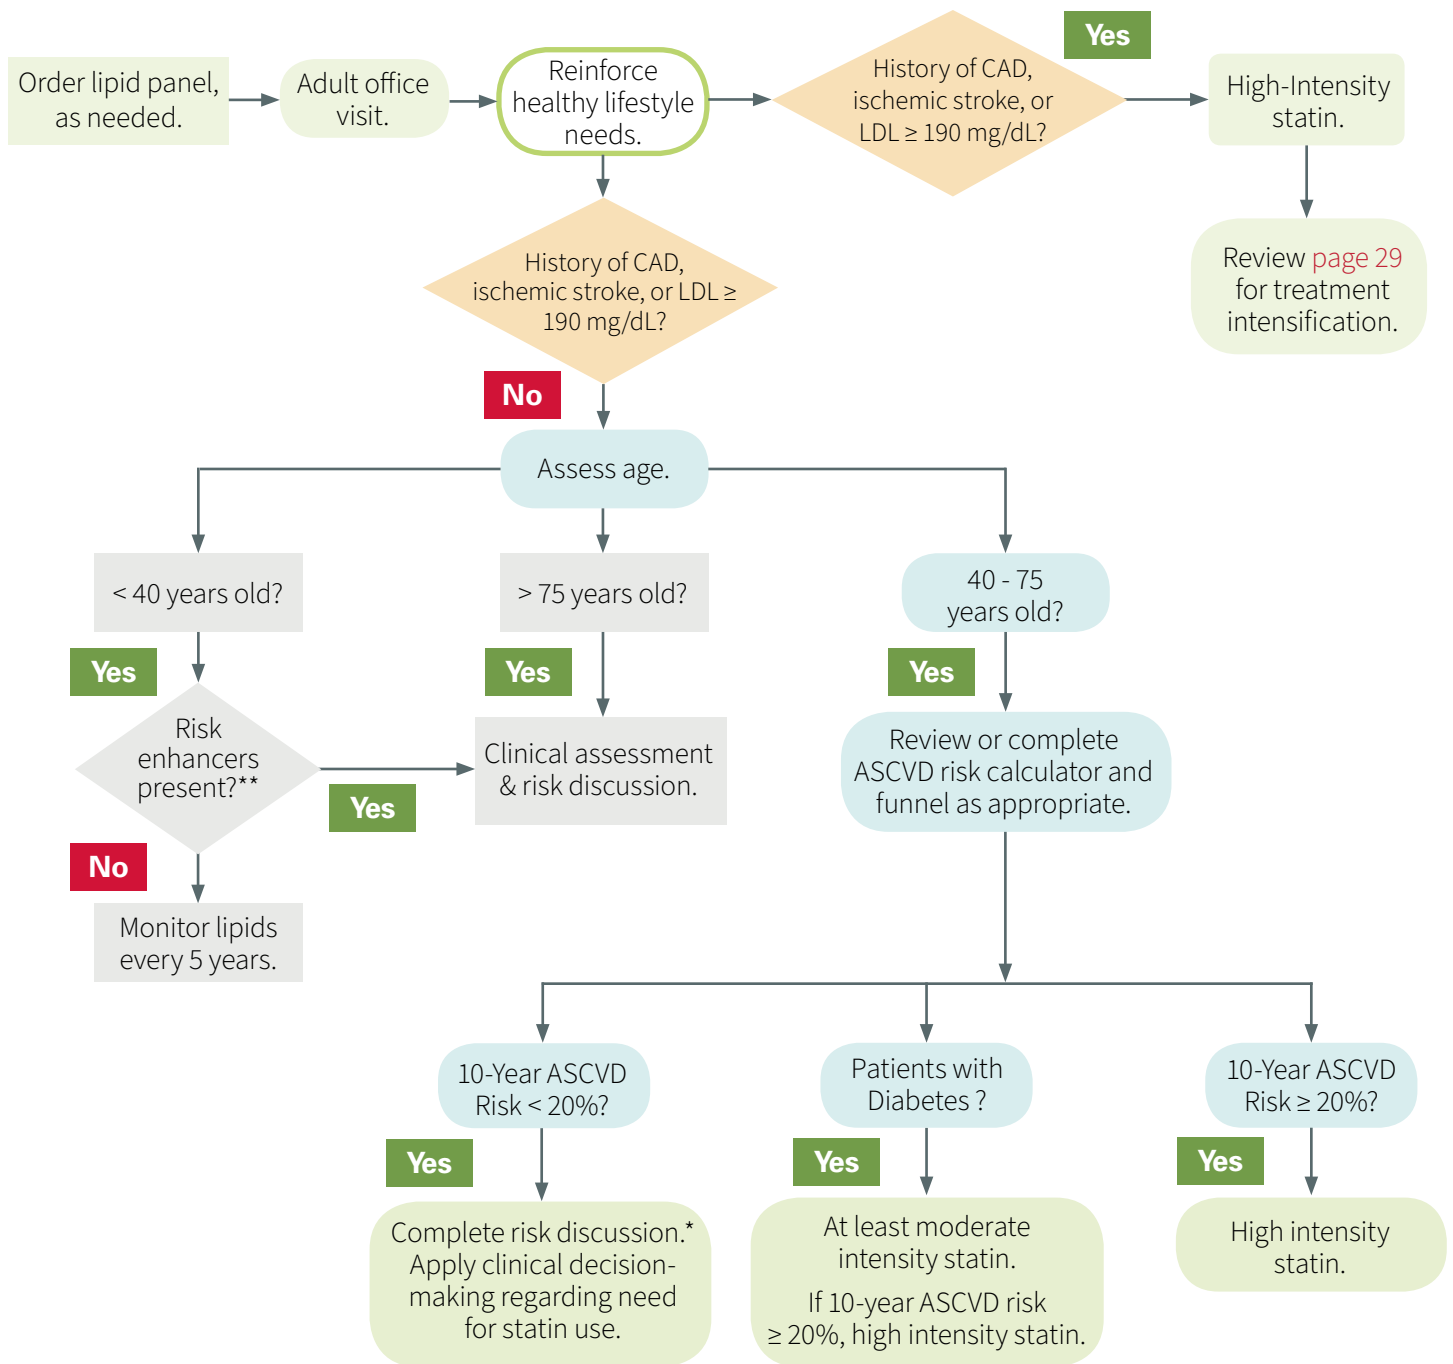 Order lipid panel,
as needed.
Adult office
visit.
Reinforce
healthy lifestyle
needs.
History of CAD,
ischemic stroke, or
LDL ≥ 190 mg/dL?
Yes
High-Intensity
statin.
Review page 29
for treatment
intensification.
History of CAD,
ischemic stroke, or LDL ≥
190 mg/dL?
No
Assess age.
< 40 years old?
> 75 years old?
40 - 75
years old?
Yes
Yes
Yes
Risk
enhancers
present?**
Yes
Clinical assessment
& risk discussion.
Review or complete
ASCVD risk calculator and
funnel as appropriate.
No
Monitor lipids
every 5 years.
10-Year ASCVD
Risk < 20%?
Patients with
Diabetes ?
10-Year ASCVD
Risk ≥ 20%?
Yes
Yes
Yes
Complete risk discussion.*
Apply clinical decision-
making regarding need
for statin use.
At least moderate
intensity statin.
If 10-year ASCVD risk
≥ 20%, high intensity statin.
High intensity
statin.